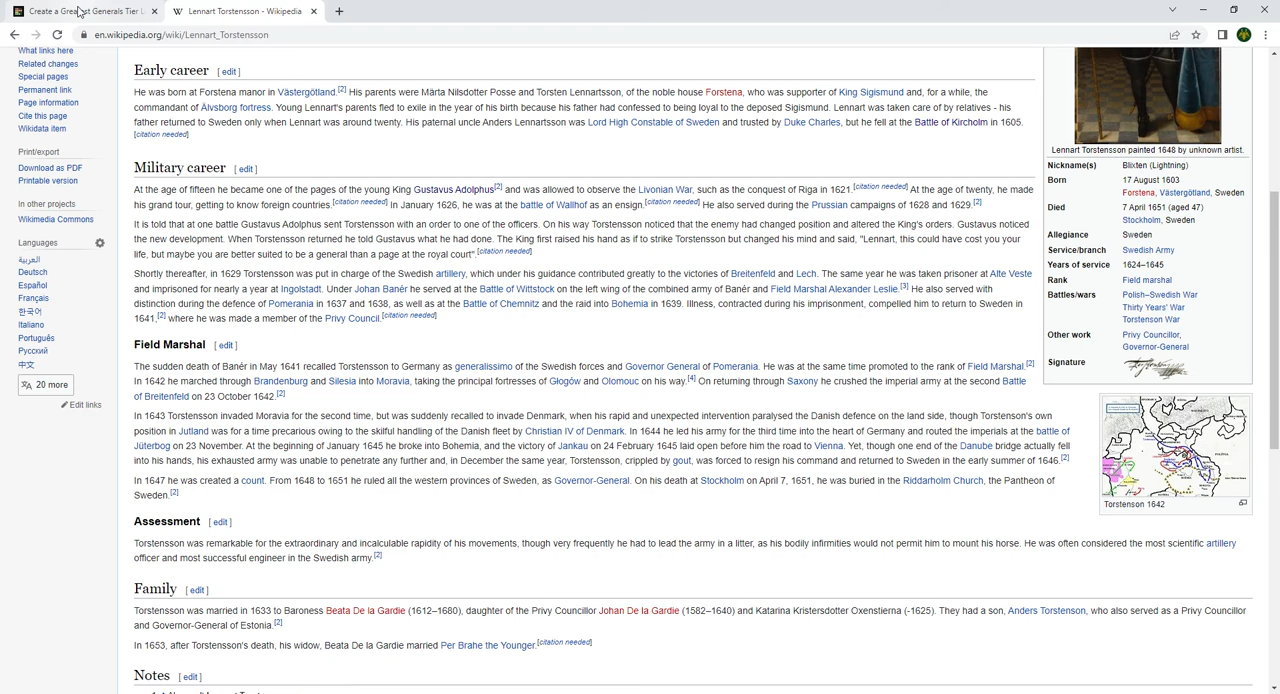 Create a Greatest Generals Tier L
Lennart Torstensson - Wikipedia
en.wikipedia.org/wiki/Lennart_Torstensson
What links here
Related changes
Special pages
Permanent link
Page information
Cite this page
Wikidata item
Print/export
Download as PDF
Printable version
In other projects
Wikimedia Commons
Languages
العربية
Deutsch
Español
Français
한국어
Italiano
Português
Русский
中文
20 more
Edit links
Early career [ edit ]
He was born at Forstena manor in Västergötland.[2] His parents were Märta Nilsdotter Posse and Torsten Lennartsson, of the noble house Forstena, who was supporter of King Sigismund and, for a while, the
commandant of Älvsborg fortress. Young Lennart's parents fled to exile in the year of his birth because his father had confessed to being loyal to the deposed Sigismund. Lennart was taken care of by relatives - his
father returned to Sweden only when Lennart was around twenty. His paternal uncle Anders Lennartsson was Lord High Constable of Sweden and trusted by Duke Charles, but he fell at the Battle of Kircholm in 1605.
[citation needed]
Military career [ edit ]
At the age of fifteen he became one of the pages of the young King Gustavus Adolphus[2] and was allowed to observe the Livonian War, such as the conquest of Riga in 1621.[citation needed] At the age of twenty, he made
his grand tour, getting to know foreign countries.[citation needed] In January 1626, he was at the battle of Wallhof as an ensign.[citation needed] He also served during the Prussian campaigns of 1628 and 1629.[2]
It is told that at one battle Gustavus Adolphus sent Torstensson with an order to one of the officers. On his way Torstensson noticed that the enemy had changed position and altered the King's orders. Gustavus noticed
the new development. When Torstensson returned he told Gustavus what he had done. The King first raised his hand as if to strike Torstensson but changed his mind and said, "Lennart, this could have cost you your
life, but maybe you are better suited to be a general than a page at the royal court".[citation needed]
Shortly thereafter, in 1629 Torstensson was put in charge of the Swedish artillery, which under his guidance contributed greatly to the victories of Breitenfeld and Lech. The same year he was taken prisoner at Alte Veste
and imprisoned for nearly a year at Ingolstadt. Under Johan Banér he served at the Battle of Wittstock on the left wing of the combined army of Banér and Field Marshal Alexander Leslie.[3] He also served with
distinction during the defence of Pomerania in 1637 and 1638, as well as at the Battle of Chemnitz and the raid into Bohemia in 1639. Illness, contracted during his imprisonment, compelled him to return to Sweden in
1641,[2] where he was made a member of the Privy Council.[citation needed]
Field Marshal [ edit ]
The sudden death of Banér in May 1641 recalled Torstensson to Germany as generalissimo of the Swedish forces and Governor General of Pomerania. He was at the same time promoted to the rank of Field Marshal.[2]
In 1642 he marched through Brandenburg and Silesia into Moravia, taking the principal fortresses of Głogów and Olomouc on his way.[4] On returning through Saxony he crushed the imperial army at the second Battle
of Breitenfeld on 23 October 1642.[2]
In 1643 Torstensson invaded Moravia for the second time, but was suddenly recalled to invade Denmark, when his rapid and unexpected intervention paralysed the Danish defence on the land side, though Torstenson's own
position in Jutland was for a time precarious owing to the skilful handling of the Danish fleet by Christian IV of Denmark. In 1644 he led his army for the third time into the heart of Germany and routed the imperials at the battle of
Jüterbog on 23 November. At the beginning of January 1645 he broke into Bohemia, and the victory of Jankau on 24 February 1645 laid open before him the road to Vienna. Yet, though one end of the Danube bridge actually fell
into his hands, his exhausted army was unable to penetrate any further and, in December the same year, Torstensson, crippled by gout, was forced to resign his command and returned to Sweden in the early summer of 1646.[2]
In 1647 he was created a count. From 1648 to 1651 he ruled all the western provinces of Sweden, as Governor-General. On his death at Stockholm on April 7, 1651, he was buried in the Riddarholm Church, the Pantheon of
Sweden.[2]
Assessment [ edit ]
Torstensson was remarkable for the extraordinary and incalculable rapidity of his movements, though very frequently he had to lead the army in a litter, as his bodily infirmities would not permit him to mount his horse. He was often considered the most scientific artillery
officer and most successful engineer in the Swedish army.[2]
Family [ edit ]
Torstensson was married in 1633 to Baroness Beata De la Gardie (1612–1680), daughter of the Privy Councillor Johan De la Gardie (1582–1640) and Katarina Kristersdotter Oxenstierna (-1625). They had a son, Anders Torstenson, who also served as a Privy Councillor
and Governor-General of Estonia.[2]
In 1653, after Torstensson's death, his widow, Beata De la Gardie married Per Brahe the Younger.[citation needed]
Notes [ edit ]
Lennart Torstensson painted 1648 by unknown artist.
Nickname(s) Blixten (Lightning)
Born 17 August 1603
Forstena, Västergötland, Sweden
Died 7 April 1651 (aged 47)
Stockholm, Sweden
Allegiance Sweden
Service/branch Swedish Army
Years of service 1624–1645
Rank Field marshal
Battles/wars Polish–Swedish War
Thirty Years' War
Torstenson War
Other work Privy Councillor,
Governor-General
Signature
Torstenson 1642